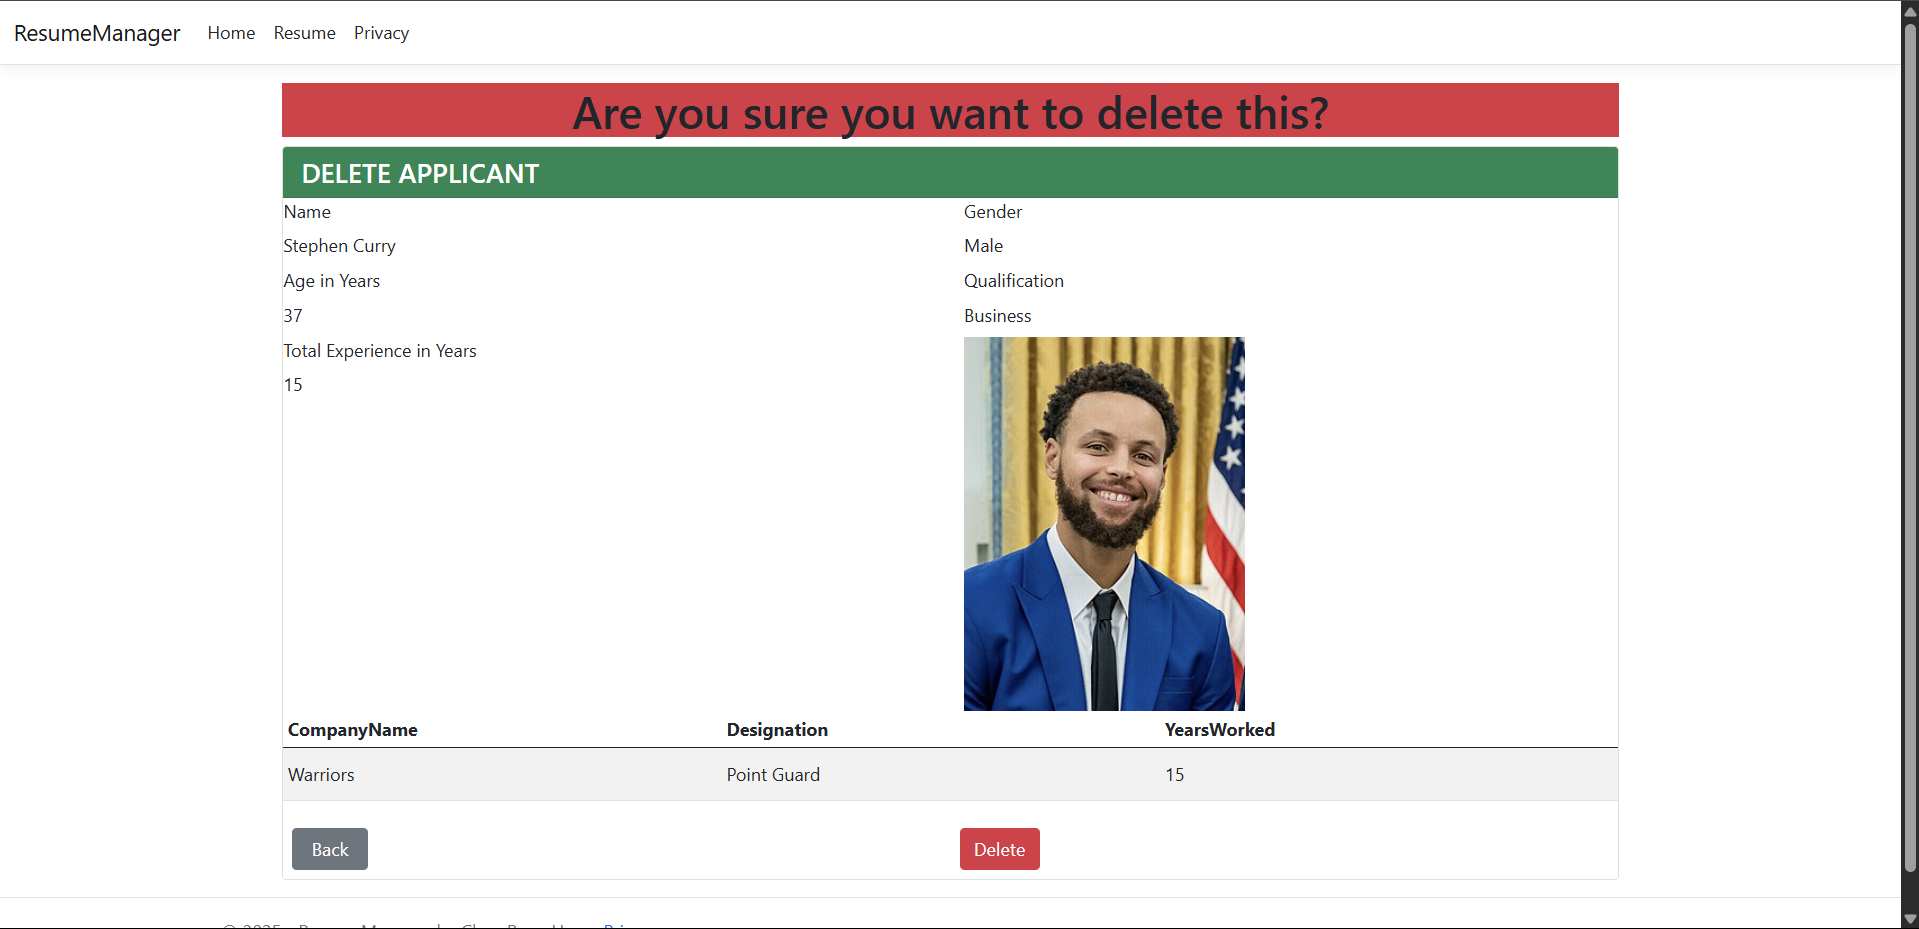 ResumeManager Home Resume Privacy
Are you sure you want to delete this?
DELETE APPLICANT
Name Gender
Stephen Curry Male
Age in Years Qualification
37 Business
Total Experience in Years
15
CompanyName Designation YearsWorked
Warriors Point Guard 15
Back Delete